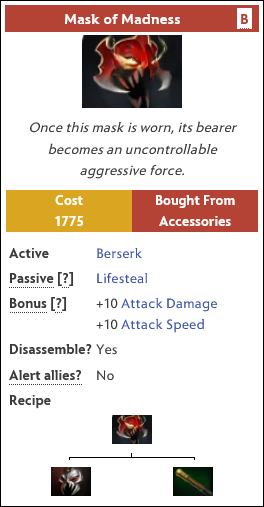 Mask of Madness B
Once this mask is worn, its bearer
becomes an uncontrollable
aggressive force.
Cost Bought From
1775 Accessories
Active Berserk
Passive [?] Lifesteal
Bonus [?] +10 Attack Damage
+10 Attack Speed
Disassemble? Yes
Alert allies? No
Recipe